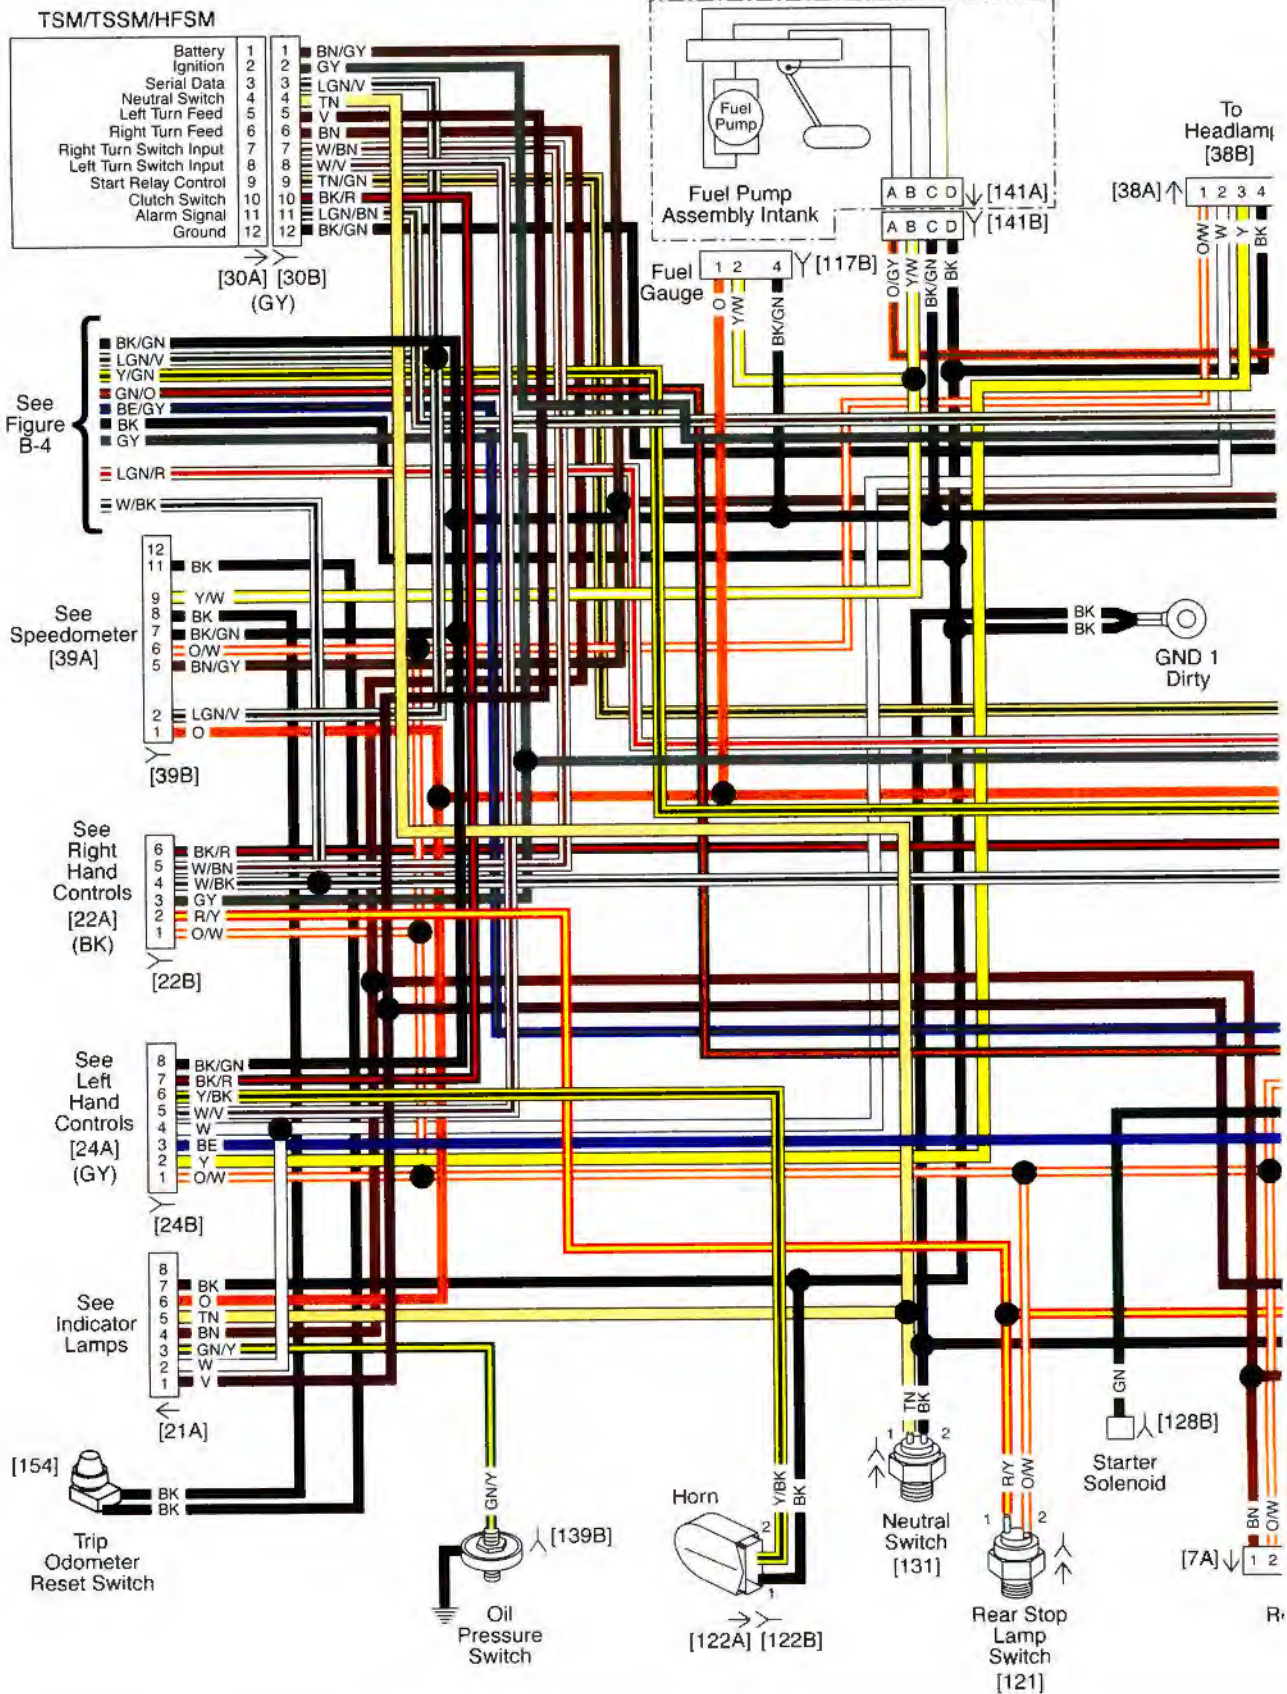 TSM/TSSM/HFSM
Battery 1 1 BN/GY
Ignition 2 2 GY
Serial Data 3 3 LGN/V
Neutral Switch 4 4 TN
Left Turn Feed 5 5 V
Right Turn Feed 6 6 BN
Right Turn Switch Input 7 7 W/BN
Left Turn Switch Input 8 8 W/V
Start Relay Control 9 9 TN/GN
Clutch Switch 10 10 BK/R
Alarm Signal 11 11 LGN/BN
Ground 12 12 BK/GN
[30A] [30B]
(GY)
Fuel
Pump
Fuel Pump
Assembly Intank
A B C D [141A]
A B C D [141B]
O/GY Y/W BK/GN BK
Fuel
Gauge
1 2 4 [117B]
O Y/W BK/GN
To
[38B]
[38A] 1 2 3 4
O/W W Y BK
See
Figure
B-4
BK/GN
LGN/V
Y/GN
GN/O
BE/GY
BK
GY
LGN/R
W/BK
See
Speedometer
[39A]
12
11 BK
9 Y/W
8 BK
7 BK/GN
6 O/W
5 BN/GY
2 LGN/V
1 O
[39B]
BK
BK
GND 1
Dirty
See
Right
Hand
Controls
[22A]
(BK)
6 BK/R
5 W/BN
4 W/BK
3 GY
2 R/Y
1 O/W
[22B]
See
Left
Hand
Controls
[24A]
(GY)
8 BK/GN
7 BK/R
6 Y/BK
5 W/V
4 W
3 BE
2 Y
1 O/W
[24B]
See
Indicator
Lamps
8
7 BK
6 O
5 TN
4 BN
3 GN/Y
2 W
1 V
[21A]
[154]
BK
BK
Trip
Odometer
Reset Switch
GN/Y
[139B]
Oil
Pressure
Switch
Horn
Y/BK BK
2
1
[122A] [122B]
TN BK
1 2
Neutral
Switch
[131]
R/Y O/W
1 2
Rear Stop
Lamp
Switch
[121]
GN
[128B]
Starter
Solenoid
BN O/W
[7A] 1 2